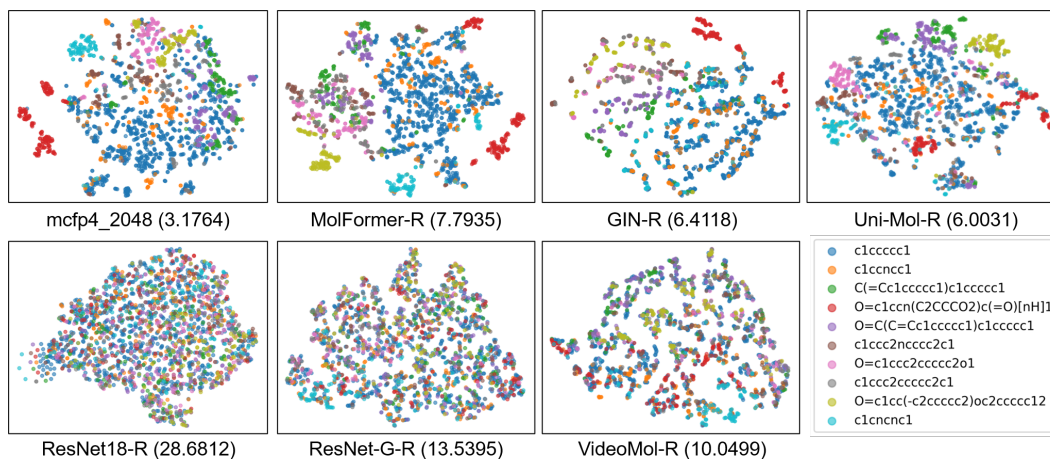 mcfp4_2048 (3.1764)
MolFormer-R (7.7935)
GIN-R (6.4118)
Uni-Mol-R (6.0031)
ResNet18-R (28.6812)
ResNet-G-R (13.5395)
VideoMol-R (10.0499)
c1ccccc1
c1ccncc1
C(=Cc1ccccc1)c1ccccc1
O=c1ccn(C2CCCO2)c(=O)[nH]1
O=C(C=Cc1ccccc1)c1ccccc1
c1ccc2ncccc2c1
O=c1ccc2ccccc2o1
c1ccc2ccccc2c1
O=c1cc(-c2ccccc2)oc2ccccc12
c1cncnc1